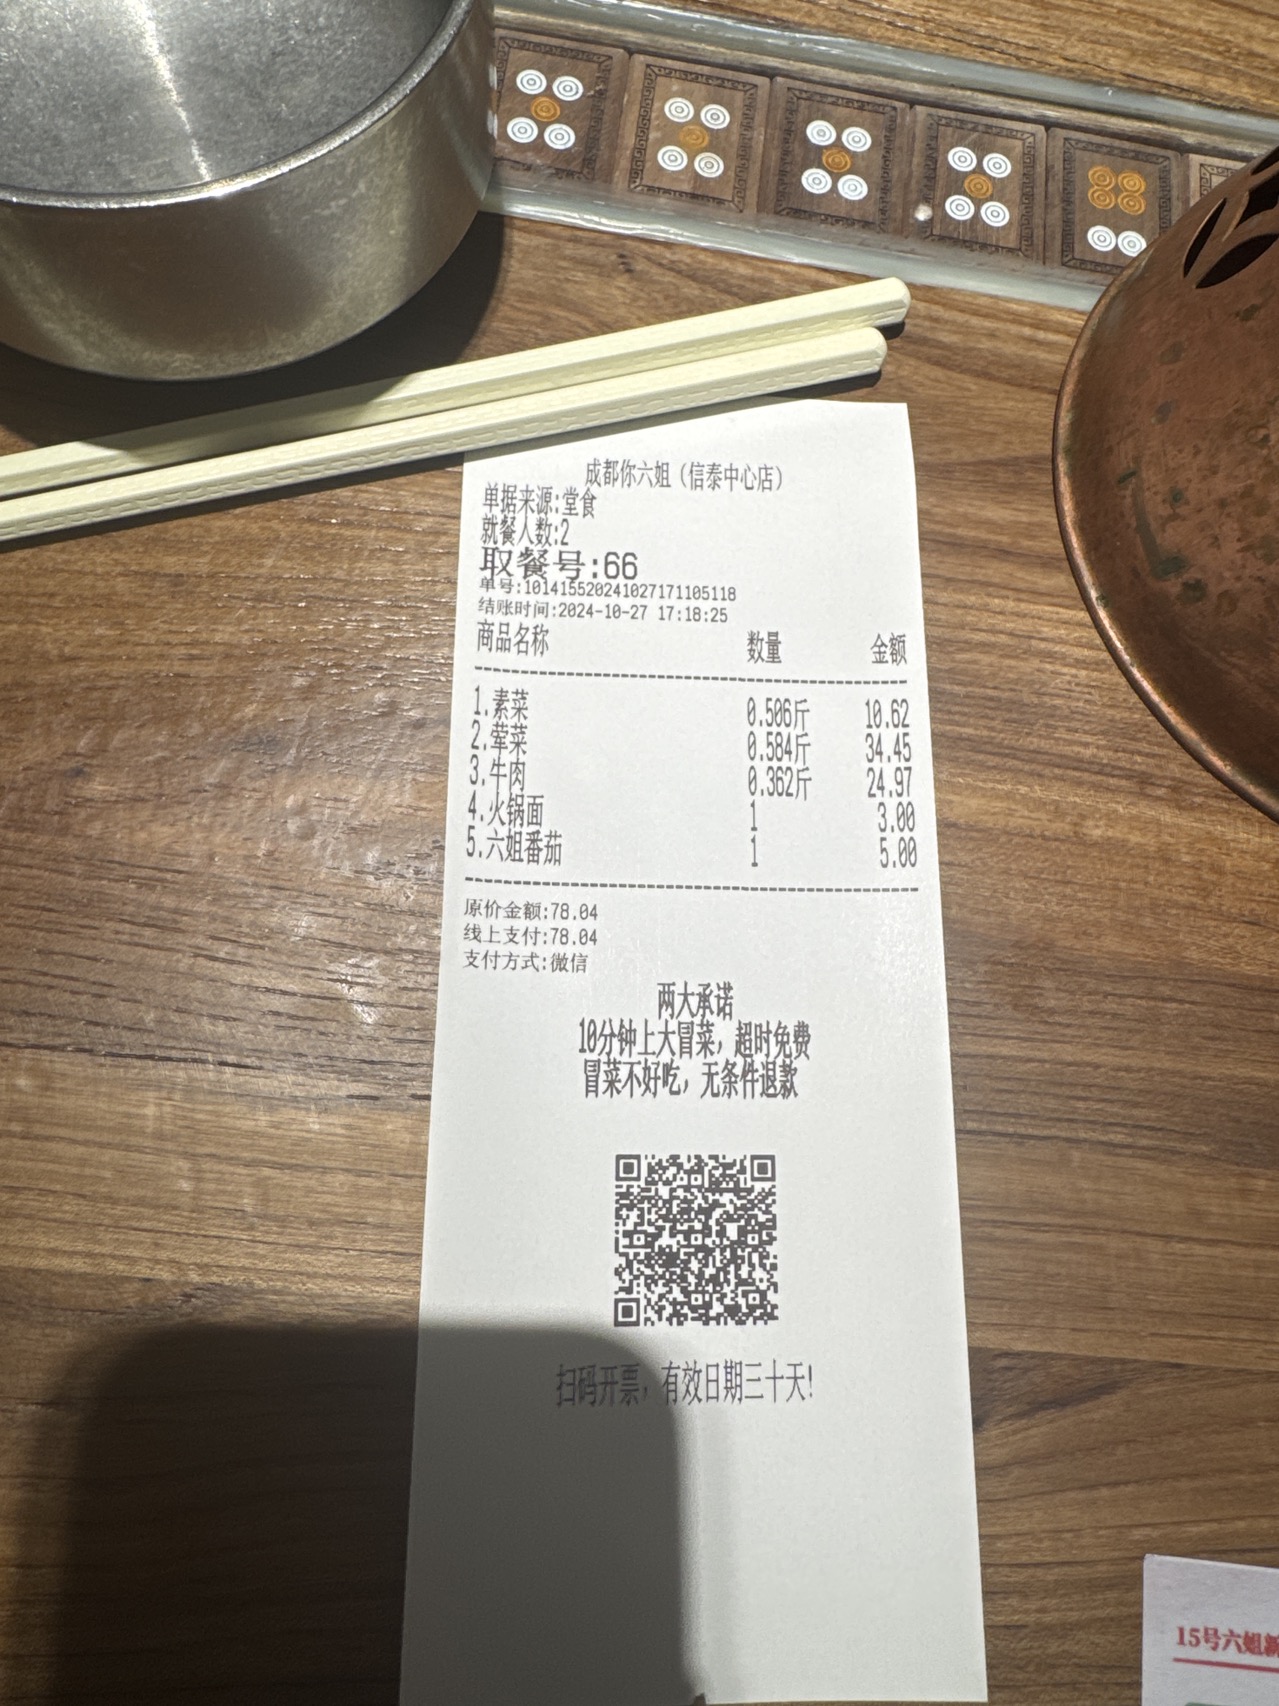 成都你六姐（信泰中心店）
单据来源:堂食
就餐人数:2
取餐号:66
单号:101415520241027171105118
结账时间:2024-10-27 17:18:25
商品名称 数量 金额
1.素菜 0.506斤 10.62
2.荤菜 0.584斤 34.45
3.牛肉 0.362斤 24.97
4.火锅面 1 3.00
5.六姐番茄 1 5.00
原价金额:78.04
线上支付:78.04
支付方式:微信
两大承诺
10分钟上大冒菜，超时免费
冒菜不好吃，无条件退款
扫码开票，有效日期三十天!
15号六姐新